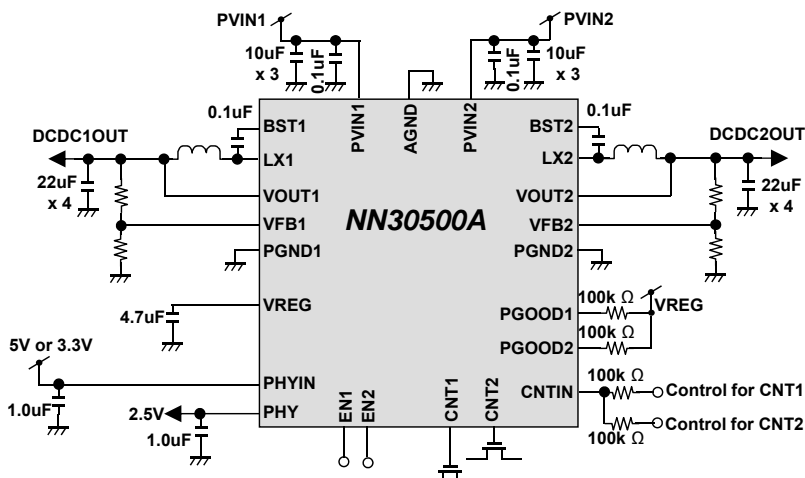 PVIN1
PVIN2
10uF
x 3
0.1uF
0.1uF
10uF
x 3
PVIN1
AGND
PVIN2
0.1uF
BST1
BST2
0.1uF
DCDC1OUT
LX1
LX2
DCDC2OUT
22uF
x 4
VOUT1
VOUT2
22uF
x 4
VFB1
NN30500A
VFB2
PGND1
PGND2
VREG
4.7uF
100k Ω
PGOOD1
VREG
100k Ω
PGOOD2
5V or 3.3V
PHYIN
1.0uF
2.5V
PHY
1.0uF
EN1
EN2
CNT1
CNT2
CNTIN
100k Ω
Control for CNT1
Control for CNT2
100k Ω